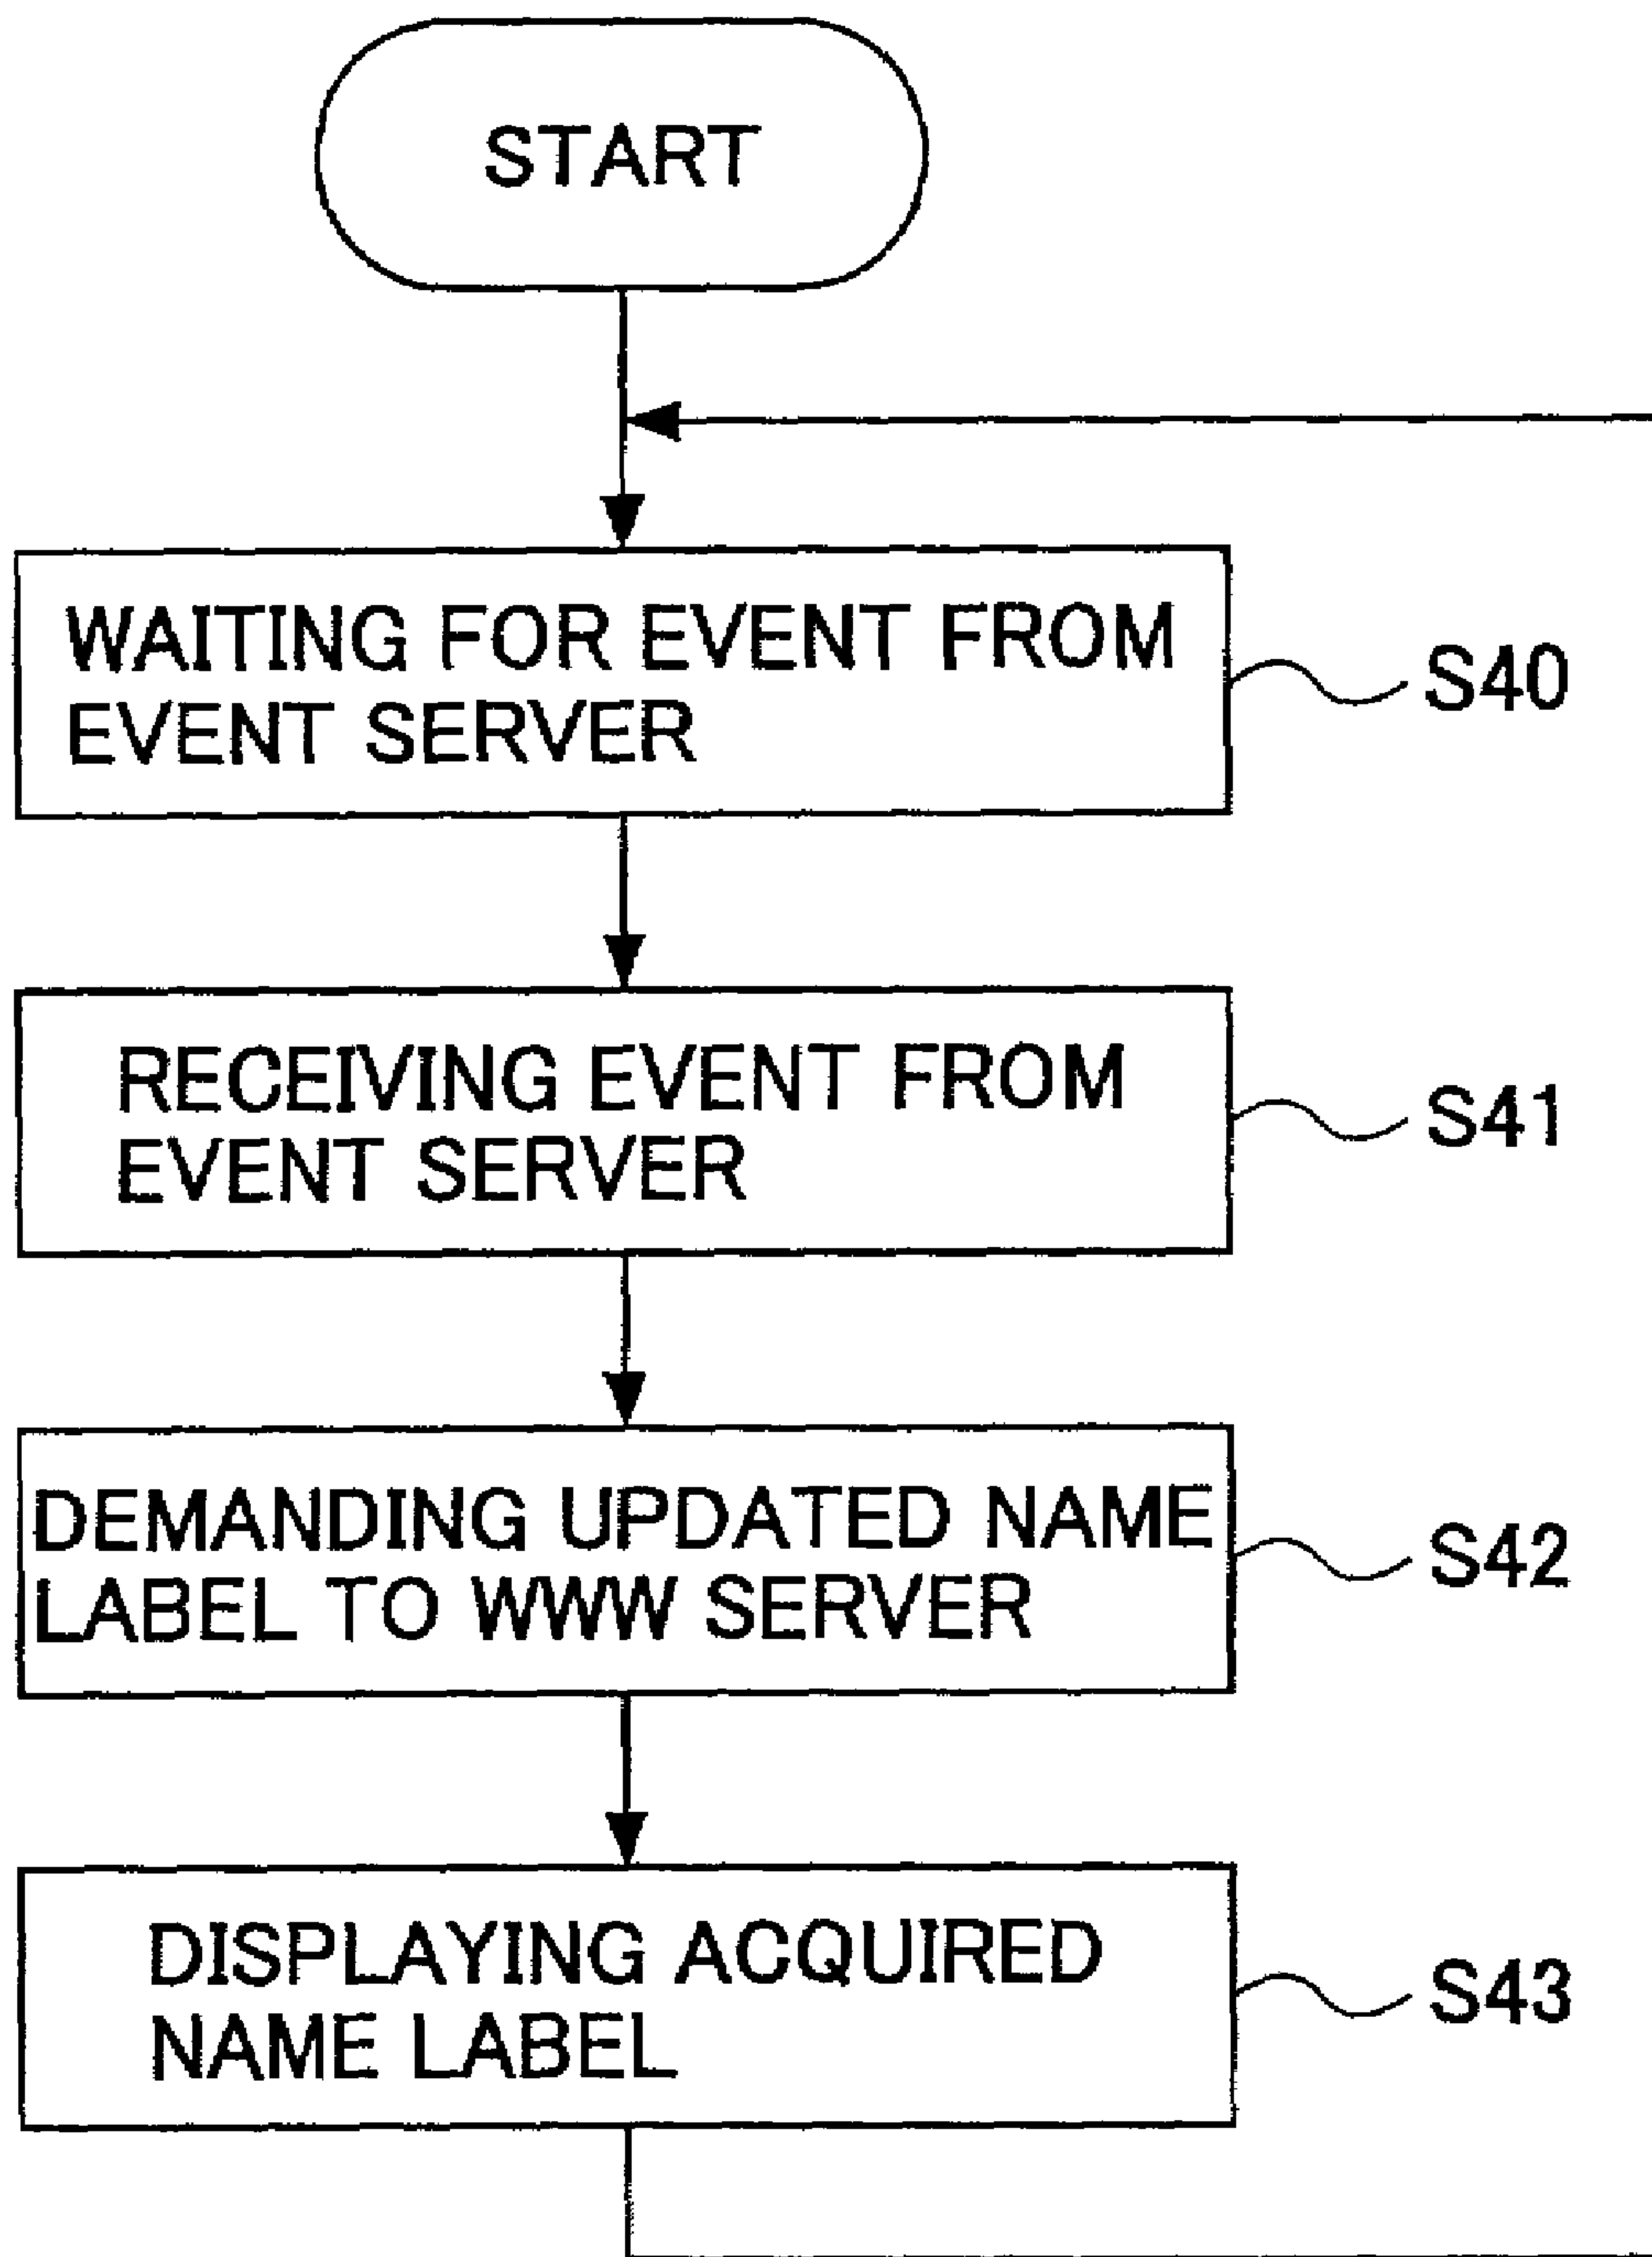 START
WAITING FOR EVENT FROM
EVENT SERVER
S40
RECEIVING EVENT FROM
EVENT SERVER
S41
DEMANDING UPDATED NAME
LABEL TO WWW SERVER
S42
DISPLAYING ACQUIRED
NAME LABEL
S43